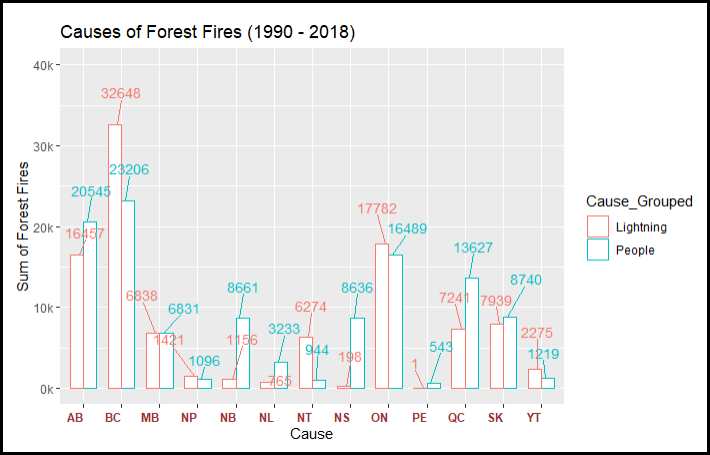 Causes of Forest Fires (1990 - 2018)
40k
30k
20k
10k
0k
Sum of Forest Fires
32648
23206
20545
16457
17782
16489
13627
6838
6831
8661
8636
8740
7241
7939
6274
1421
1096
1156
3233
765
944
198
1
543
2275
1219
AB BC MB NP NB NL NT NS ON PE QC SK YT
Cause
Cause_Grouped
Lightning
People